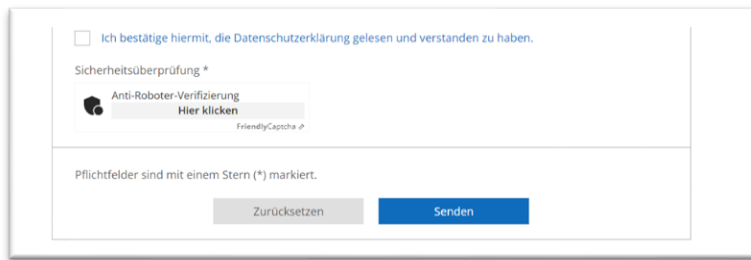 Ich bestätige hiermit, die Datenschutzerklärung gelesen und verstanden zu haben.
Sicherheitsüberprüfung *
Anti-Roboter-Verifizierung
Hier klicken
FriendlyCaptcha ⇗
Pflichtfelder sind mit einem Stern (*) markiert.
Zurücksetzen Senden